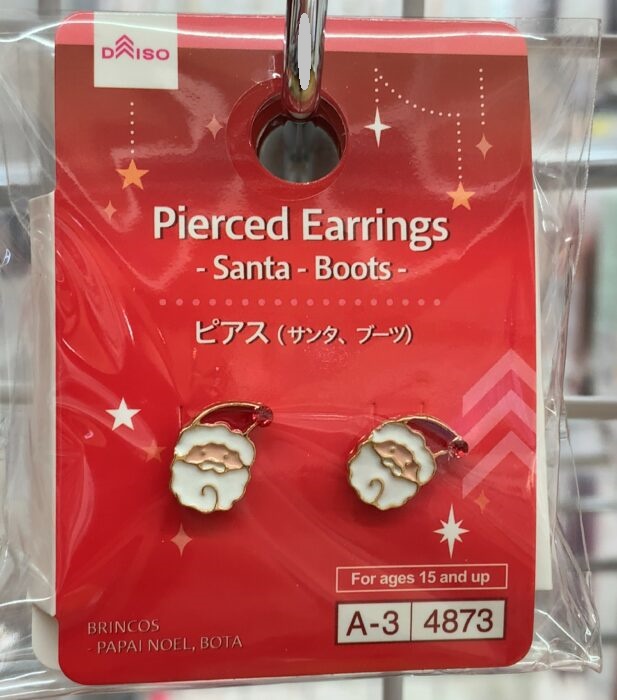 DAISO
Pierced Earrings
- Santa - Boots -
ピアス (サンタ、ブーツ)
For ages 15 and up
A-3 4873
BRINCOS
- PAPAI NOEL, BOTA